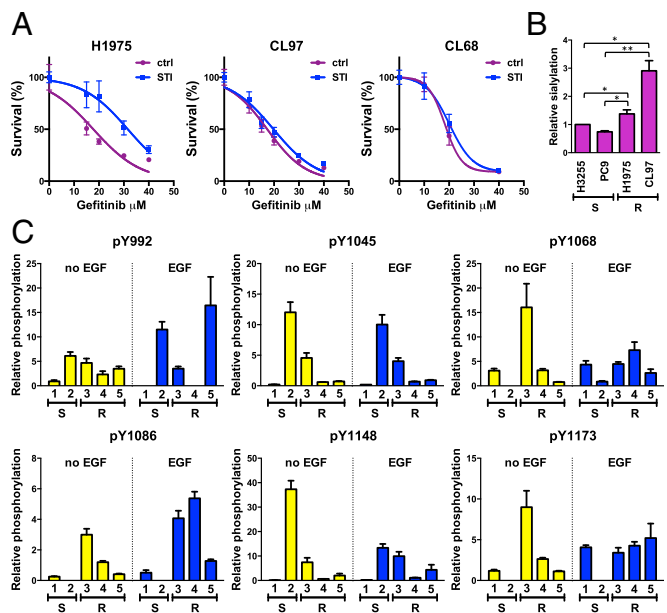 A
H1975
CL97
CL68
ctrl
STI
ctrl
STI
ctrl
STI
Survival (%)
100
50
0
0 10 20 30 40 50
Survival (%)
100
50
0
0 10 20 30 40 50
Survival (%)
100
50
0
0 10 20 30 40 50
Gefitinib µM
Gefitinib µM
Gefitinib µM
B
Relative sialylation
4
3
2
1
0
*
**
*
*
H3255
PC9
H1975
CL97
S
R
C
pY992
Relative phosphorylation
25
20
15
10
5
0
no EGF
EGF
1 2 3 4 5
1 2 3 4 5
S
R
S
R
pY1045
Relative phosphorylation
20
15
10
5
0
no EGF
EGF
1 2 3 4 5
1 2 3 4 5
S
R
S
R
pY1068
Relative phosphorylation
25
20
15
10
5
0
no EGF
EGF
1 2 3 4 5
1 2 3 4 5
S
R
S
R
pY1086
Relative phosphorylation
8
6
4
2
0
no EGF
EGF
1 2 3 4 5
1 2 3 4 5
S
R
S
R
pY1148
Relative phosphorylation
50
40
30
20
10
0
no EGF
EGF
1 2 3 4 5
1 2 3 4 5
S
R
S
R
pY1173
Relative phosphorylation
15
10
5
0
no EGF
EGF
1 2 3 4 5
1 2 3 4 5
S
R
S
R